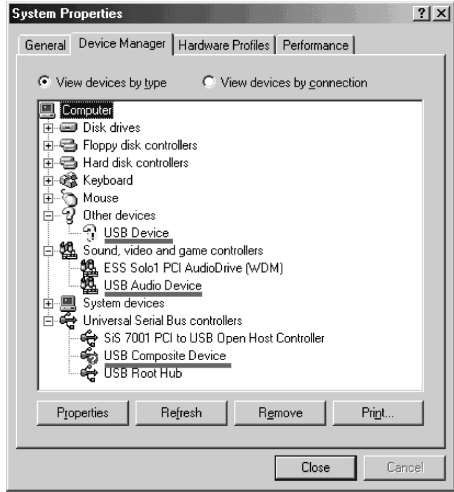 System Properties
General
Device Manager
Hardware Profiles
Performance
View devices by type
View devices by connection
Computer
Disk drives
Floppy disk controllers
Hard disk controllers
Keyboard
Mouse
Other devices
USB Device
Sound, video and game controllers
ESS Solo1 PCI AudioDrive (WDM)
USB Audio Device
System devices
Universal Serial Bus controllers
SiS 7001 PCI to USB Open Host Controller
USB Composite Device
USB Root Hub
Properties
Refresh
Remove
Print...
Close
Cancel